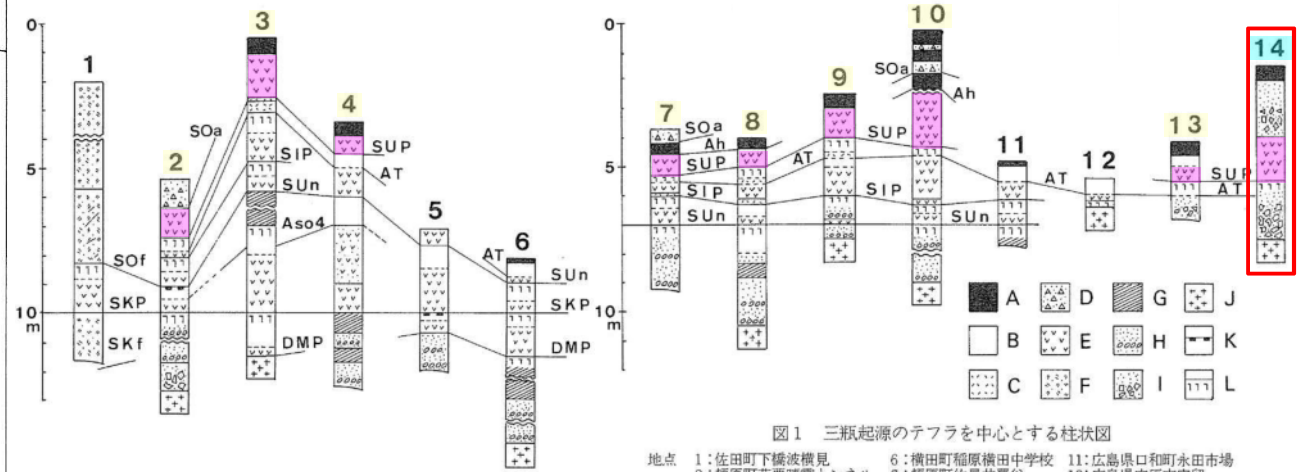 0
5
10
m
1
2
3
4
5
6
SOa
SIP
SUn
Aso4
SUP
AT
SOf
SKP
SKf
DMP
AT
SUn
SKP
DMP
0
5
10
m
7
8
9
10
11
12
13
14
SOa
Ah
SUP
SIP
SUn
AT
SUP
SIP
SOa
Ah
SUn
AT
SUP
AT
A D G J
B E H K
C F I L
図1 三瓶起源のテフラを中心とする柱状図
地点 1:佐田町下橋波横見 6:横田町稲原横田中学校 11:広島県口和町永田市場